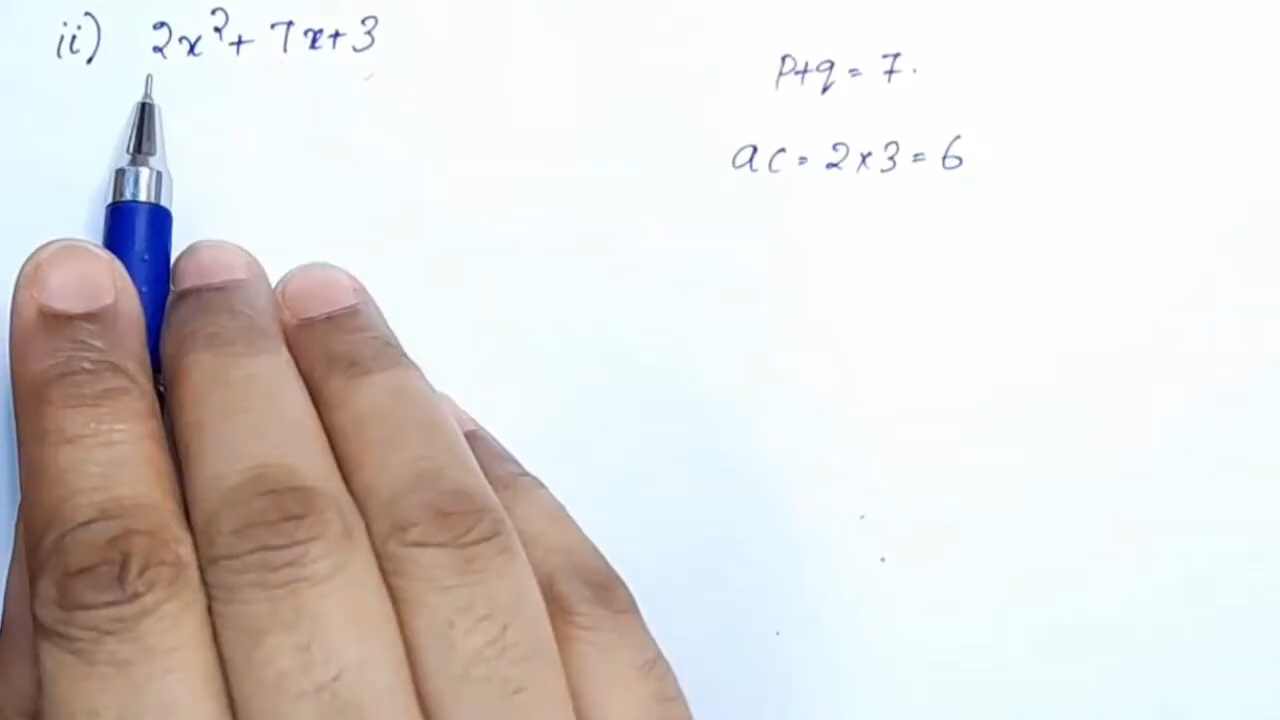 ii) 2x²+ 7x+3
p+q = 7.
ac = 2×3 = 6